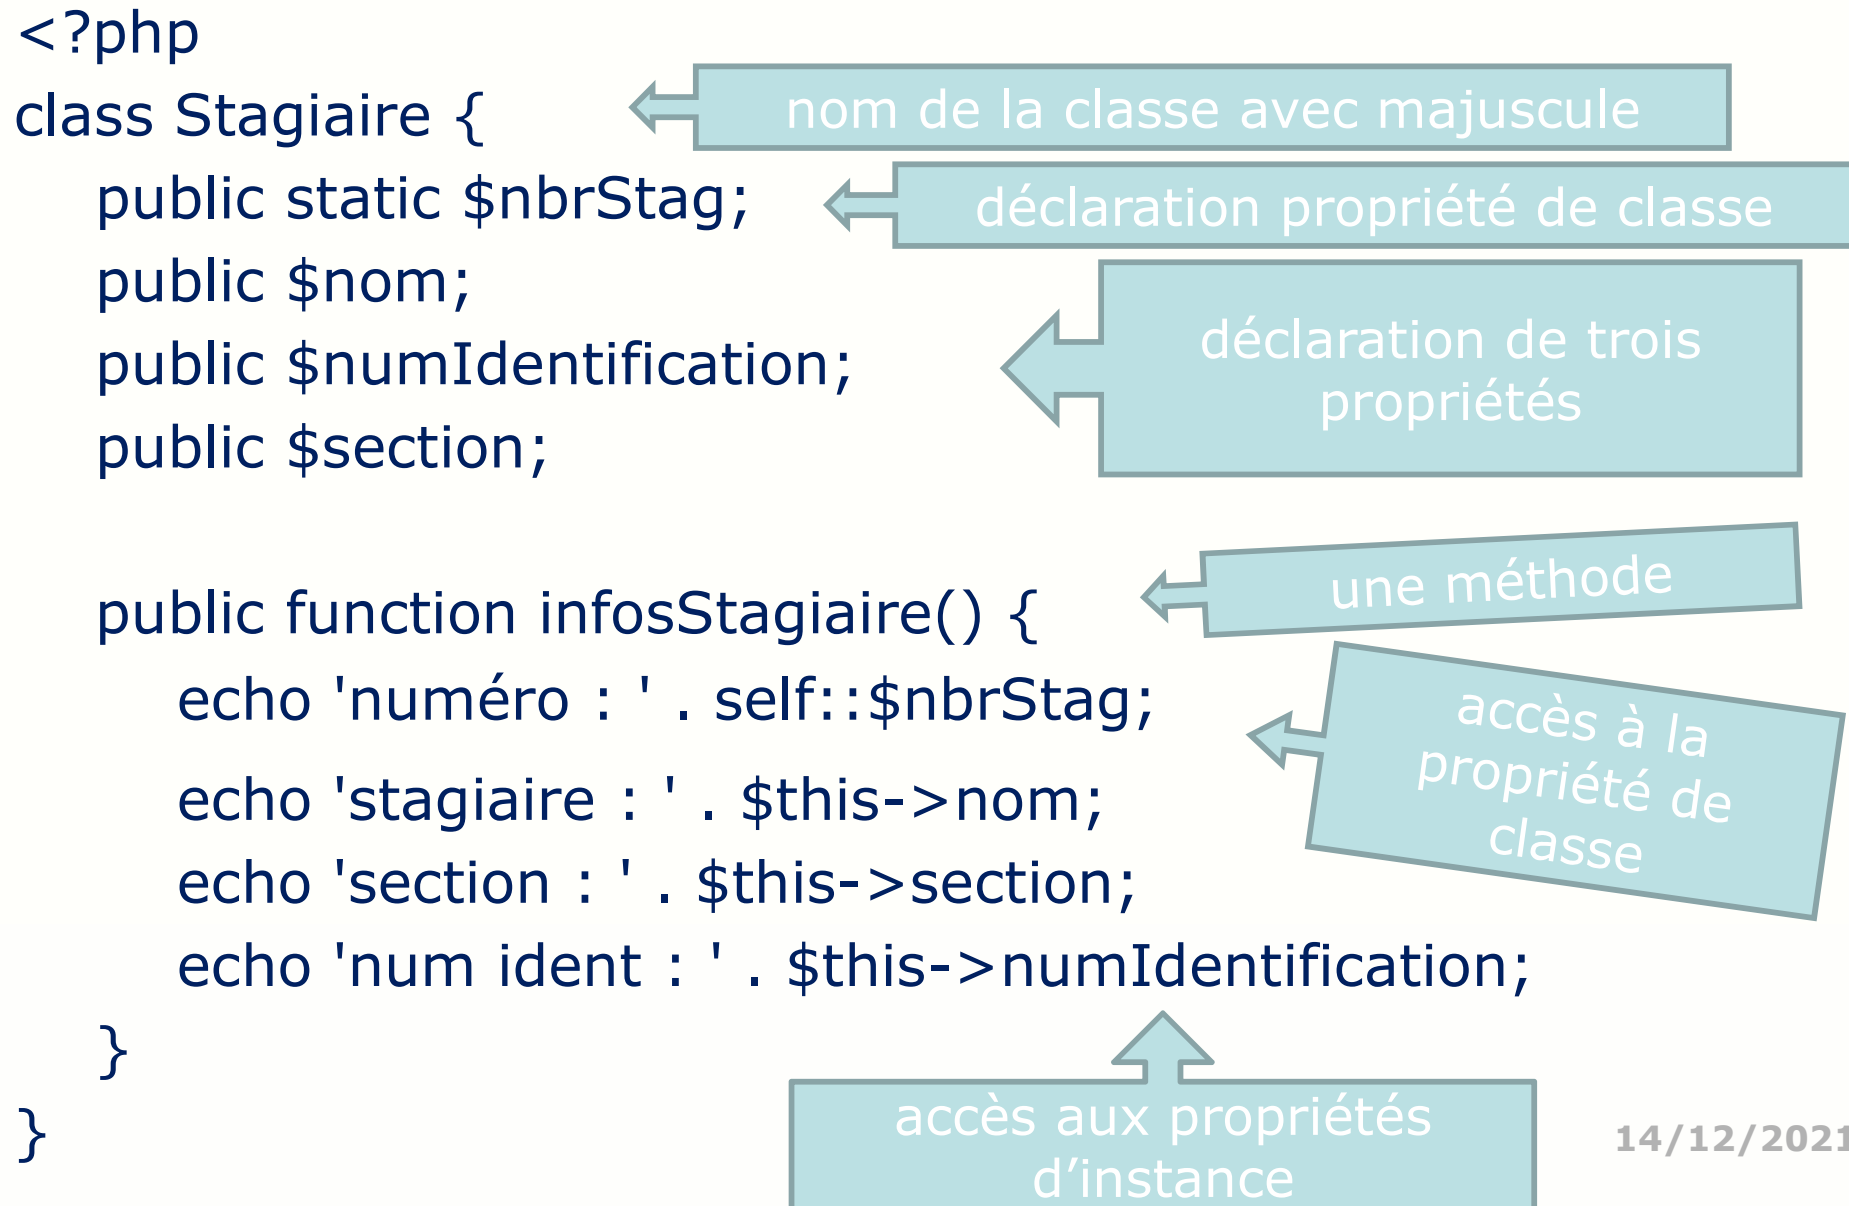 <?php
class Stagiaire {
nom de la classe avec majuscule
public static $nbrStag;
déclaration propriété de classe
public $nom;
public $numIdentification;
public $section;
déclaration de trois
propriétés
public function infosStagiaire() {
une méthode
echo 'numéro : ' . self::$nbrStag;
accès à la
propriété de
classe
echo 'stagiaire : ' . $this->nom;
echo 'section : ' . $this->section;
echo 'num ident : ' . $this->numIdentification;
}
}
accès aux propriétés
d’instance
14/12/2021